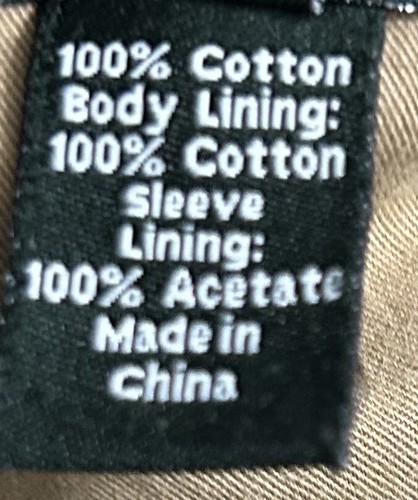 100% Cotton
Body Lining:
100% Cotton
Sleeve
Lining:
100% Acetate
Made in
China